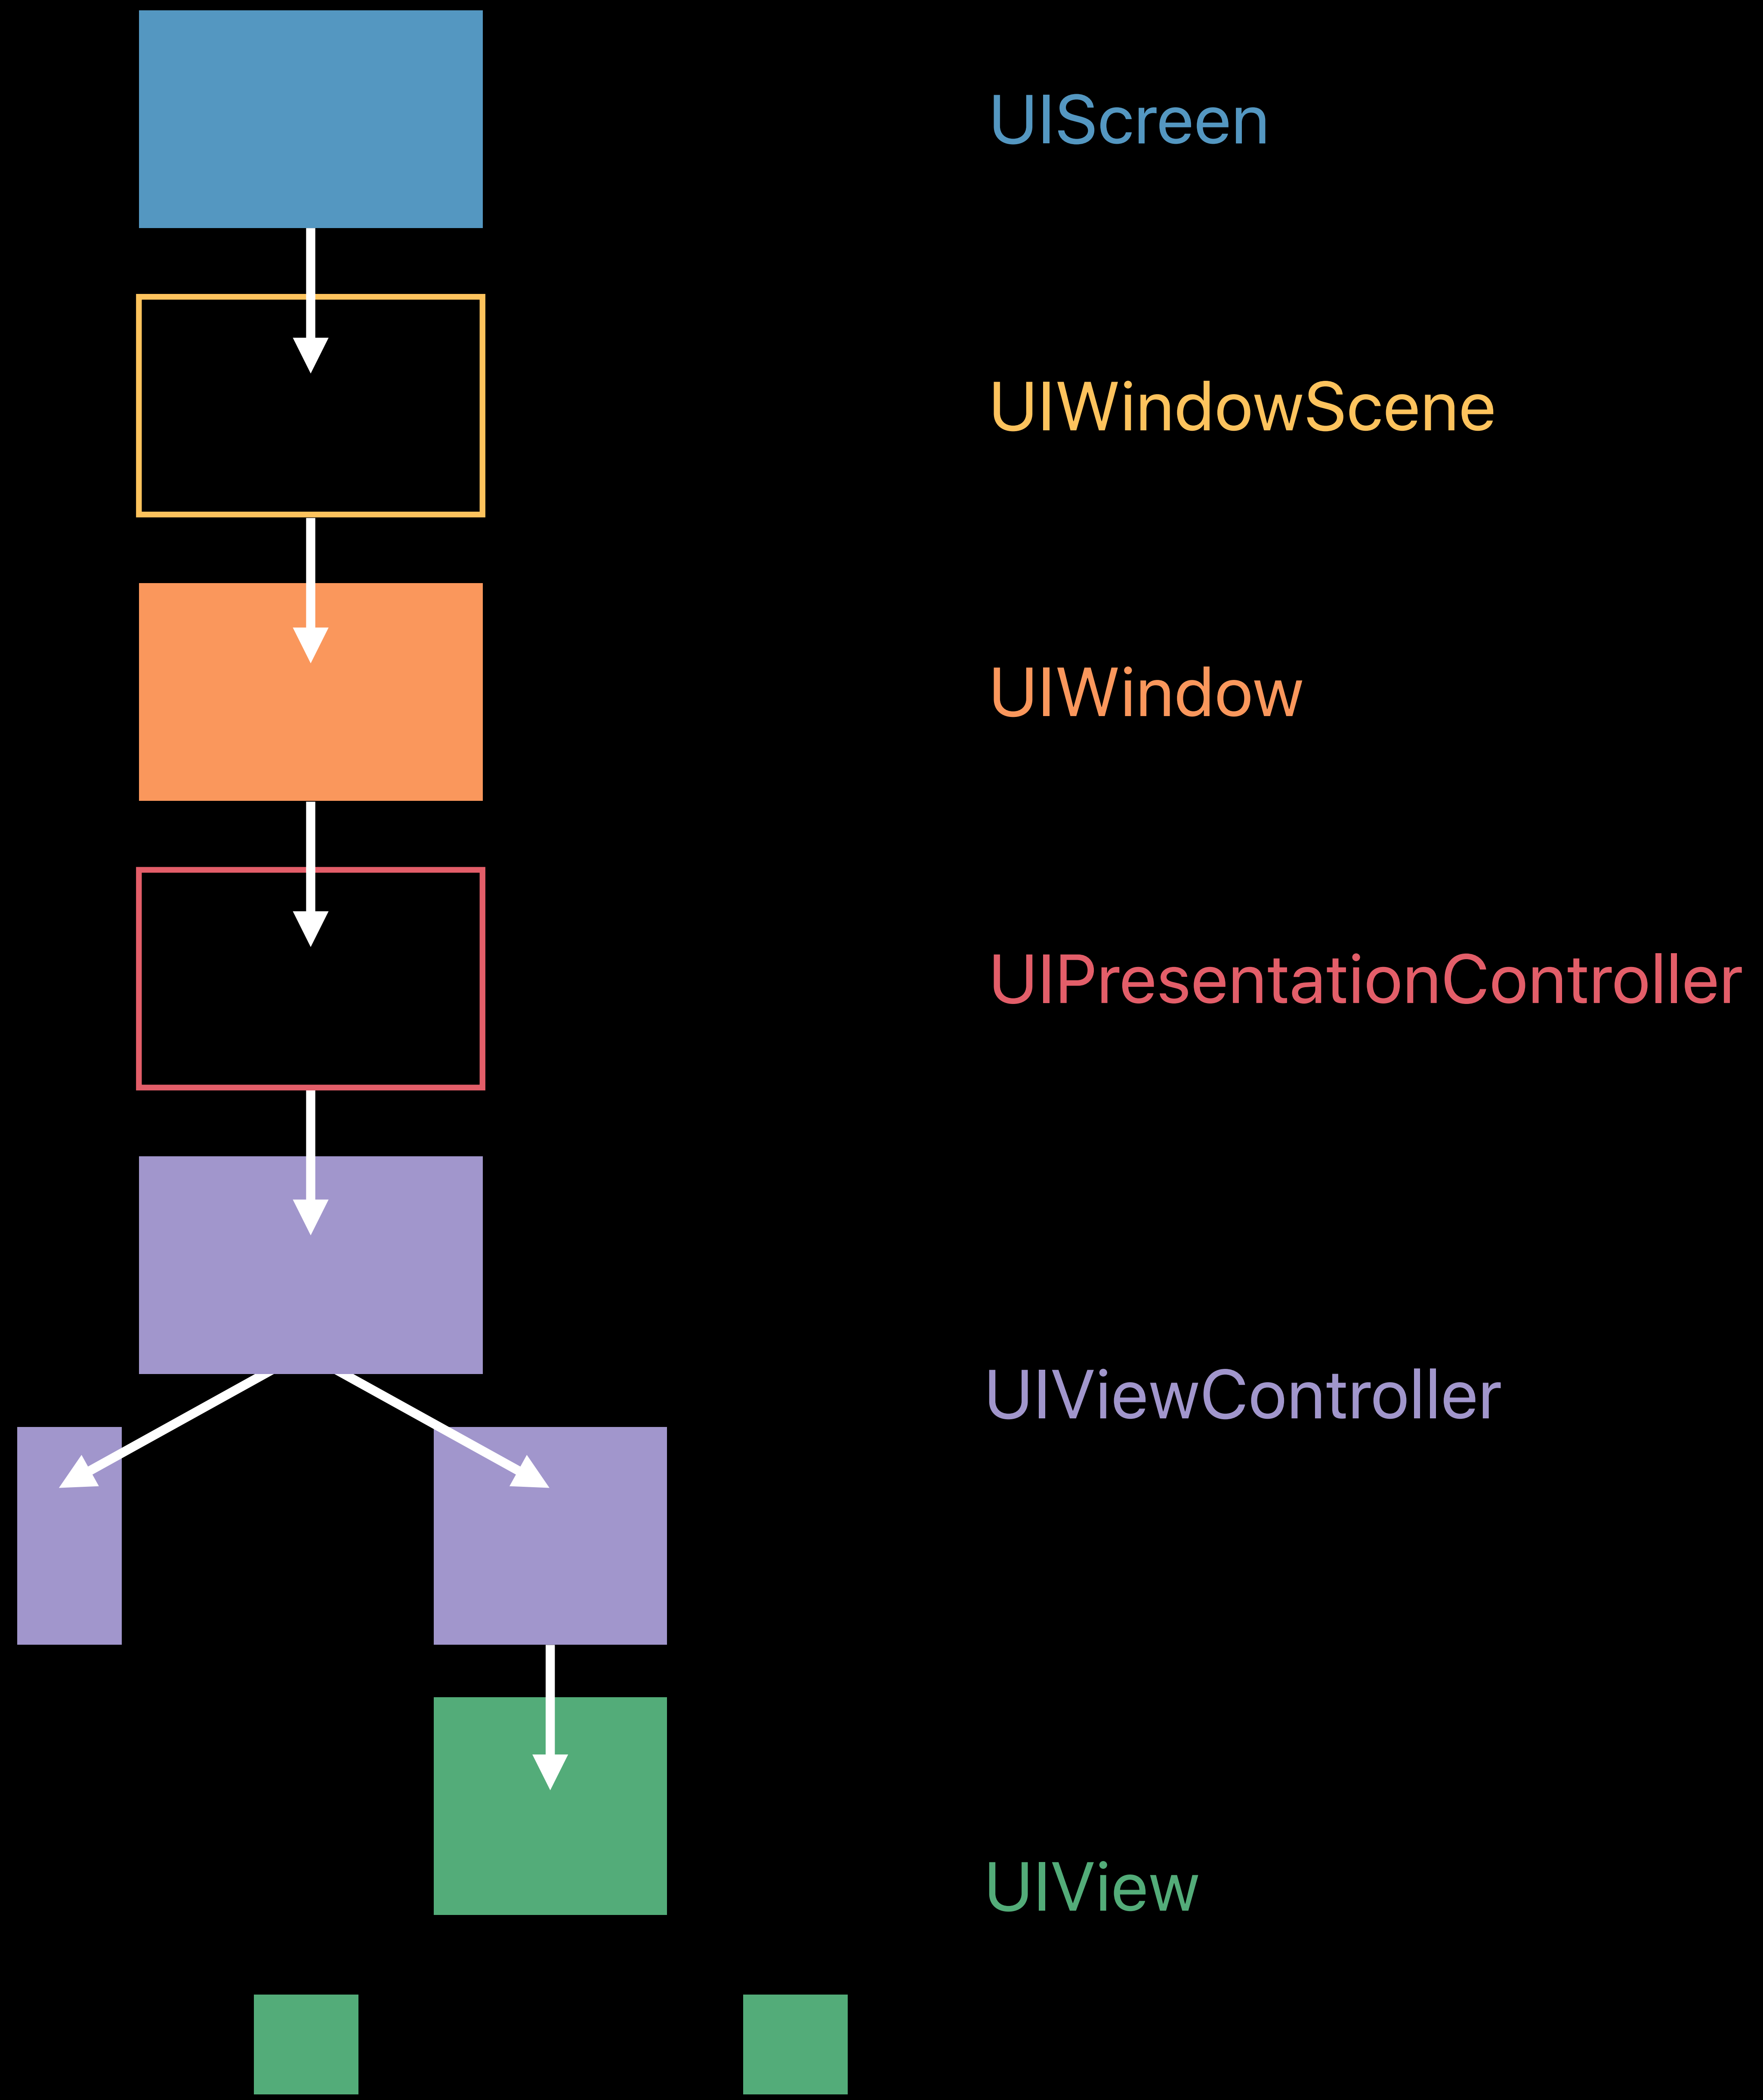 UIScreen
UIWindowScene
UIWindow
UIPresentationController
UIViewController
UIView